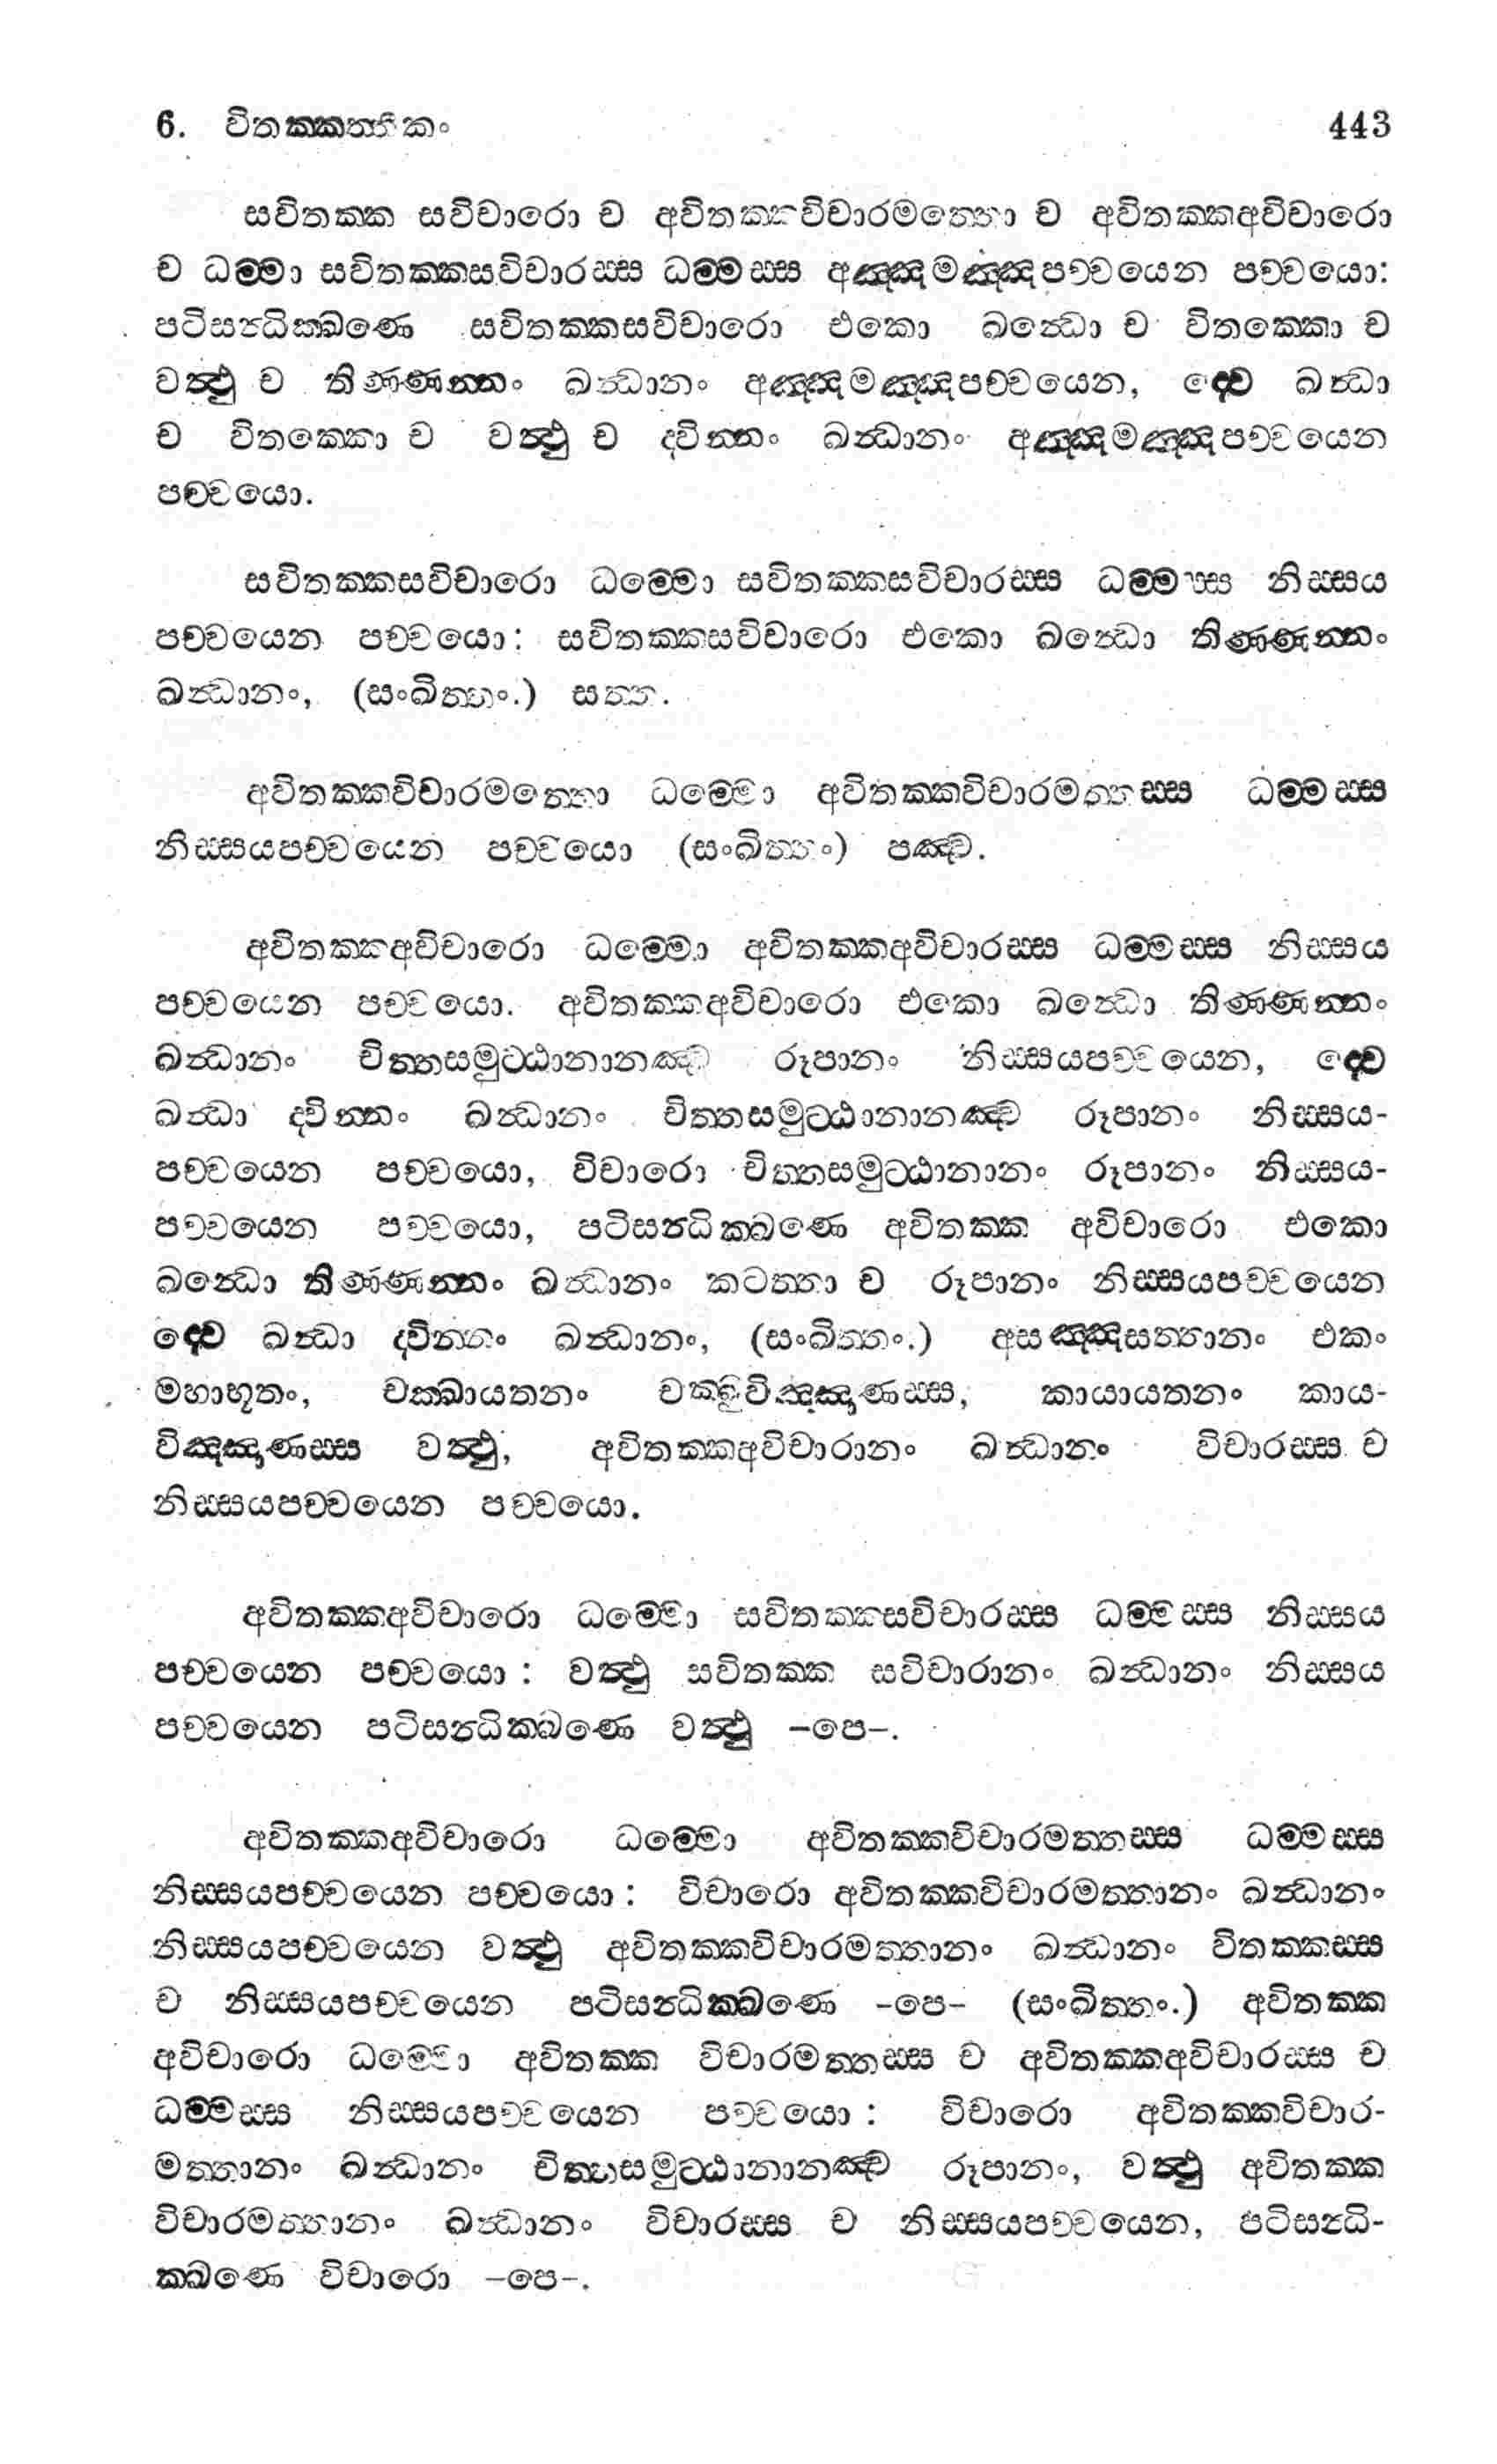 6. විතක්කත්තිකං 443
සවිතක්ක සවිචාරො ච අවිතක්කවිචාරමත්තො ච අවිතක්කඅවිචාරො
ච ධම්මා සවිතක්කසවිචාරස්ස ධම්මස්ස අඤ්ඤමඤ්ඤපච්චයෙන පච්චයො:
පටිසන්ධික්ඛණෙ සවිතක්කසවිචාරො එකො ඛන්ධො ච විතක්කො ච
වත්ථු ච තිණ්ණන්නං ඛන්ධානං අඤ්ඤමඤ්ඤපච්චයෙන, ද්වෙ ඛන්ධා
ච විතක්කො ච වත්ථු ච ද්වින්නං ඛන්ධානං අඤ්ඤමඤ්ඤපච්චයෙන
පච්චයො.
සවිතක්කසවිචාරො ධම්මො සවිතක්කසවිචාරස්ස ධම්මස්ස නිස්සය
පච්චයෙන පච්චයො: සවිතක්කසවිචාරො එකො ඛන්ධො තිණ්ණන්නං
ඛන්ධානං, (සංඛිත්තං.) සත්ත.
අවිතක්කවිචාරමත්තො ධම්මො අවිතක්කවිචාරමත්තස්ස ධම්මස්ස
නිස්සයපච්චයෙන පච්චයො (සංඛිත්තං) පඤ්ච.
අවිතක්කඅවිචාරො ධම්මො අවිතක්කඅවිචාරස්ස ධම්මස්ස නිස්සය
පච්චයෙන පච්චයො. අවිතක්කඅවිචාරො එකො ඛන්ධො තිණ්ණන්නං
ඛන්ධානං චිත්තසමුට්ඨානානඤ්ච රූපානං නිස්සයපච්චයෙන, ද්වෙ
ඛන්ධා ද්වින්නං ඛන්ධානං චිත්තසමුට්ඨානානඤ්ච රූපානං නිස්සය-
පච්චයෙන පච්චයො, විචාරො චිත්තසමුට්ඨානානං රූපානං නිස්සය-
පච්චයෙන පච්චයො, පටිසන්ධික්ඛණෙ අවිතක්ක අවිචාරො එකො
ඛන්ධො තිණ්ණන්නං ඛන්ධානං කටත්තා ච රූපානං නිස්සයපච්චයෙන
ද්වෙ ඛන්ධා ද්වින්නං ඛන්ධානං, (සංඛිත්තං.) අසඤ්ඤසත්තානං එකං
මහාභූතං, චක්ඛායතනං චක්ඛුවිඤ්ඤාණස්ස, කායායතනං කාය-
විඤ්ඤාණස්ස වත්ථු, අවිතක්කඅවිචාරානං ඛන්ධානං විචාරස්ස ච
නිස්සයපච්චයෙන පච්චයො.
අවිතක්කඅවිචාරො ධම්මො සවිතක්කසවිචාරස්ස ධම්මස්ස නිස්සය
පච්චයෙන පච්චයො : වත්ථු සවිතක්ක සවිචාරානං ඛන්ධානං නිස්සය
පච්චයෙන පටිසන්ධික්ඛණෙ වත්ථු –පෙ–.
අවිතක්කඅවිචාරො ධම්මො අවිතක්කවිචාරමත්තස්ස ධම්මස්ස
නිස්සයපච්චයෙන පච්චයො : විචාරො අවිතක්කවිචාරමත්තානං ඛන්ධානං
නිස්සයපච්චයෙන වත්ථු අවිතක්කවිචාරමත්තානං ඛන්ධානං විතක්කස්ස
ච නිස්සයපච්චයෙන පටිසන්ධික්ඛණෙ –පෙ– (සංඛිත්තං.) අවිතක්ක
අවිචාරො ධම්මො අවිතක්ක විචාරමත්තස්ස ච අවිතක්කඅවිචාරස්ස ච
ධම්මස්ස නිස්සයපච්චයෙන පච්චයො : විචාරො අවිතක්කවිචාර-
මත්තානං ඛන්ධානං චිත්තසමුට්ඨානානඤ්ච රූපානං, වත්ථු අවිතක්ක
විචාරමත්තානං ඛන්ධානං විචාරස්ස ච නිස්සයපච්චයෙන, පටිසන්ධි-
ක්ඛණෙ විචාරො –පෙ–.